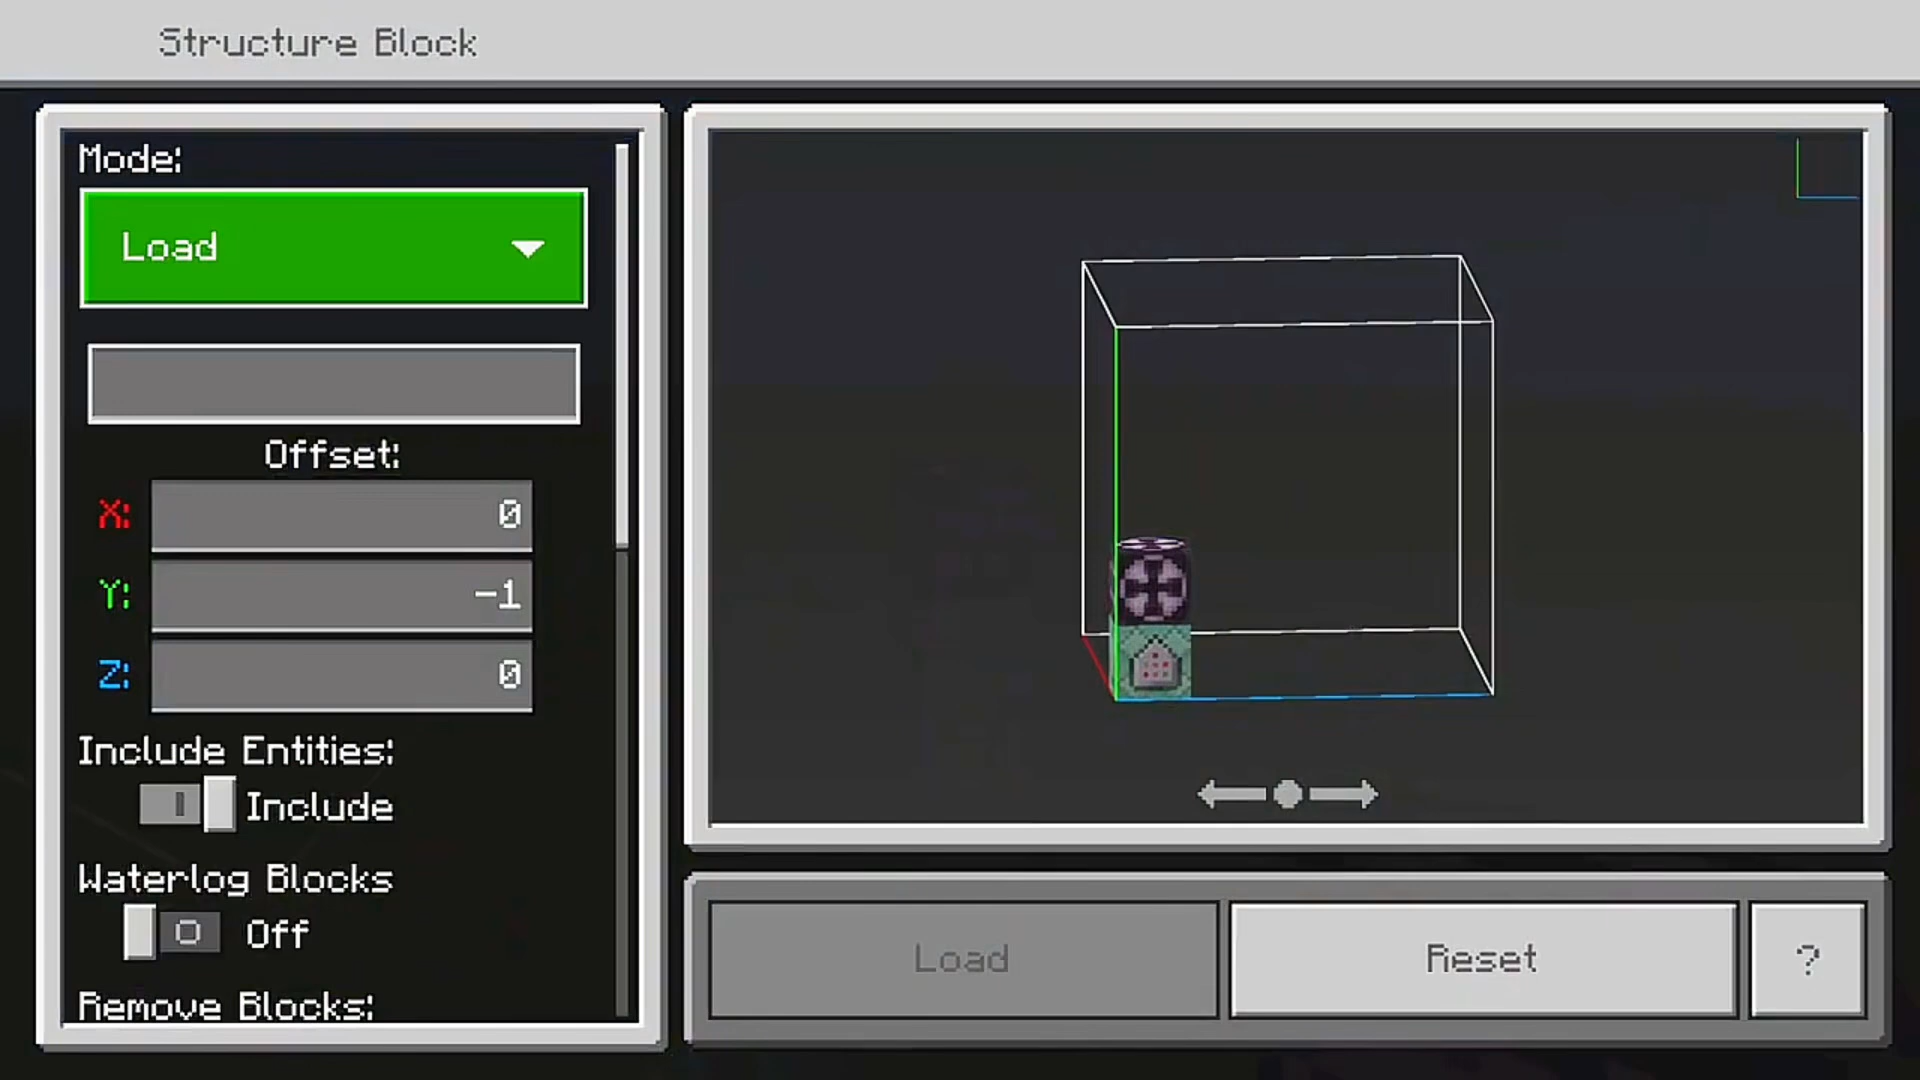 Structure Block
Mode:
Load
Offset:
X: 0
Y: -1
Z: 0
Include Entities:
Include
Waterlog Blocks
Off
Remove Blocks:
Load
Reset
?